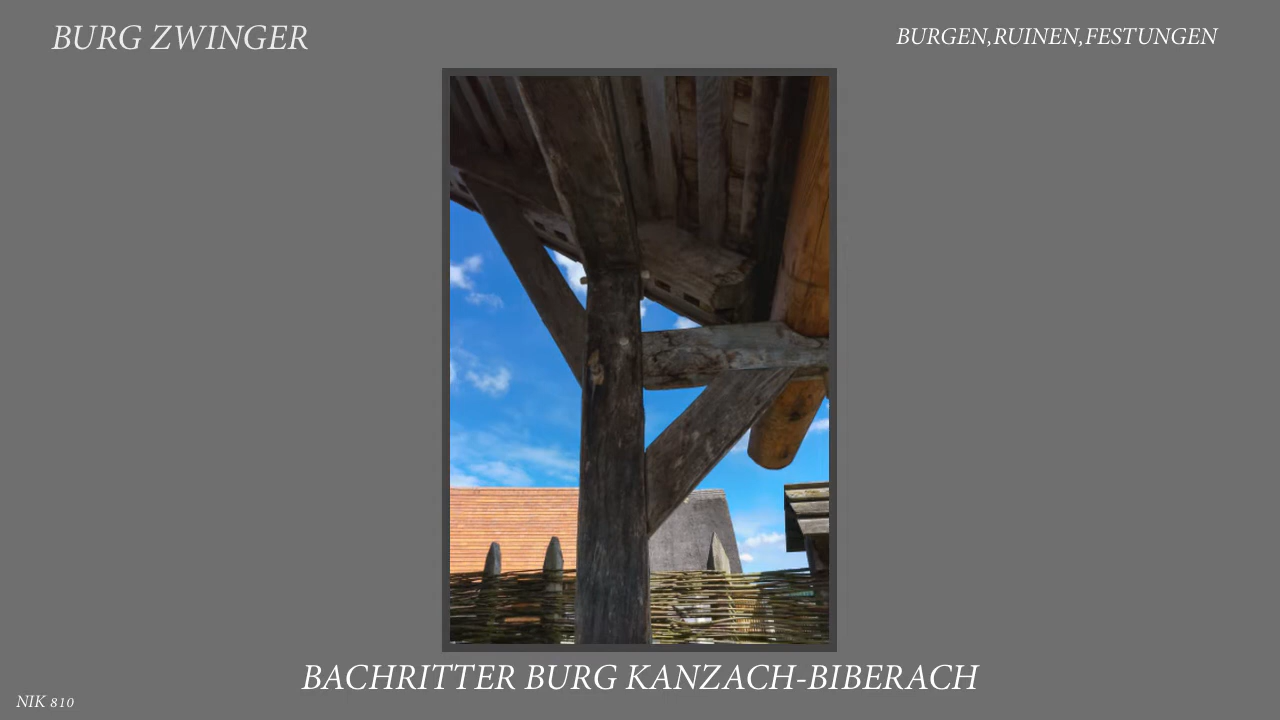 BURG ZWINGER
BURGEN,RUINEN,FESTUNGEN
BACHRITTER BURG KANZACH-BIBERACH
NIK 810